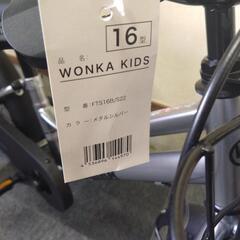 16型
品 名:
WONKA KIDS
型 番:FTS16B/S22
カ ラ ー:メタルシルバー